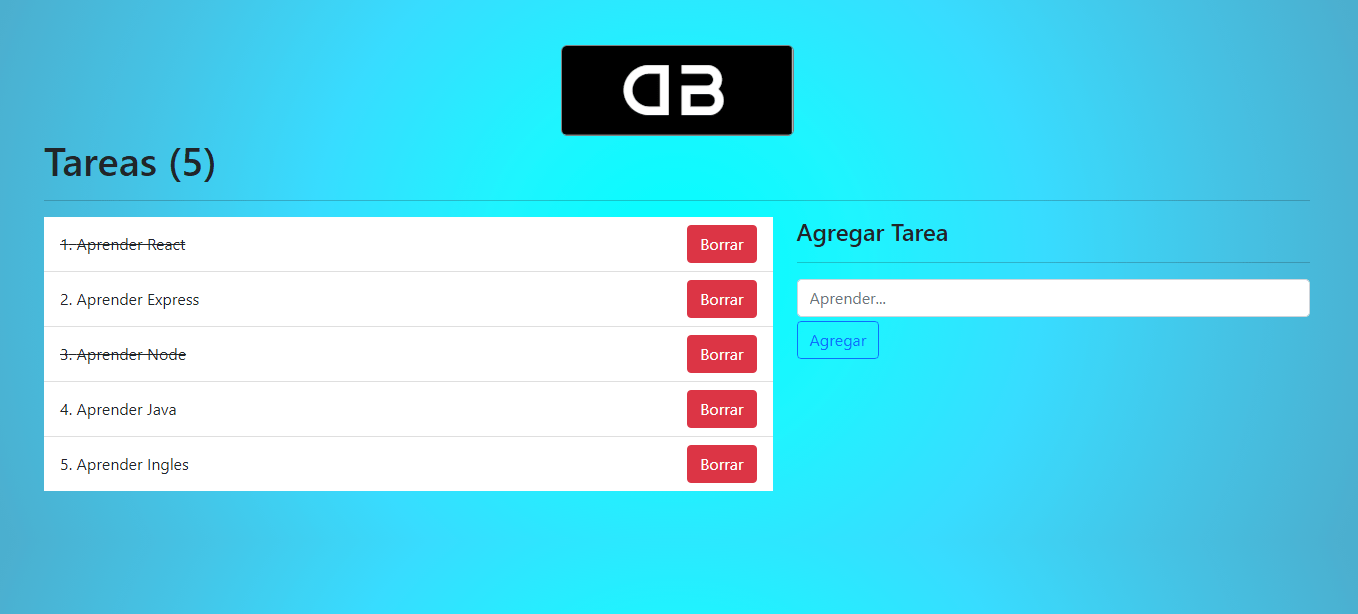 DB
Tareas (5)
1. Aprender React
Borrar
2. Aprender Express
Borrar
3. Aprender Node
Borrar
4. Aprender Java
Borrar
5. Aprender Ingles
Borrar
Agregar Tarea
Aprender...
Agregar